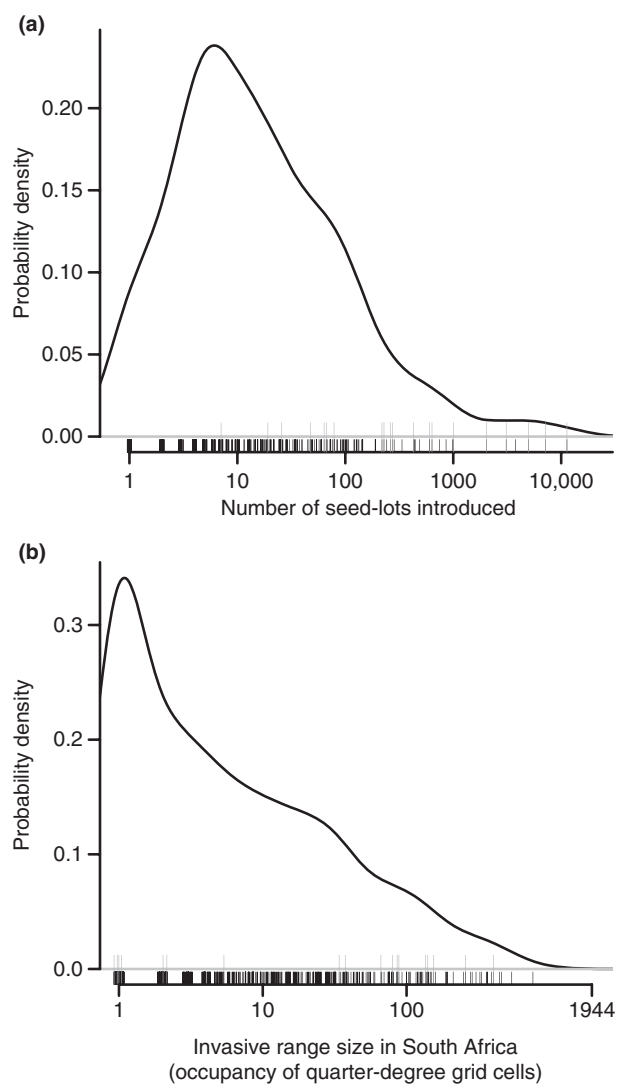 (a)
Probability density
0.20
0.15
0.10
0.05
0.00
1 10 100 1000 10,000
Number of seed-lots introduced
(b)
Probability density
0.3
0.2
0.1
0.0
1 10 100 1944
Invasive range size in South Africa
(occupancy of quarter-degree grid cells)